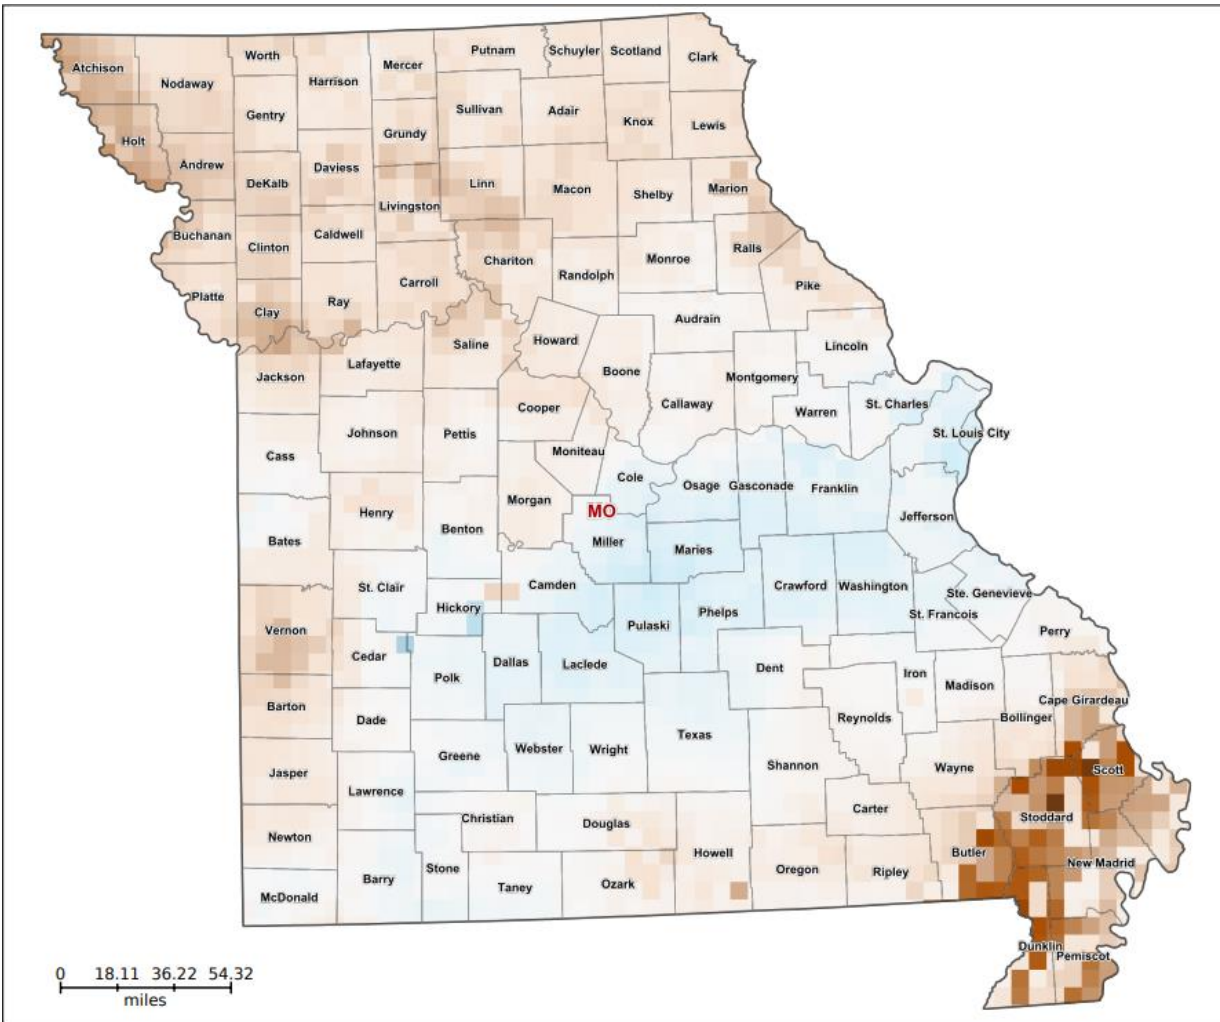 Worth
Putnam
Schuyler
Scotland
Clark
Atchison
Nodaway
Harrison
Mercer
Gentry
Sullivan
Adair
Knox
Lewis
Holt
Grundy
Andrew
DeKalb
Daviess
Linn
Macon
Shelby
Marion
Livingston
Buchanan
Clinton
Caldwell
Chariton
Randolph
Monroe
Ralls
Platte
Clay
Ray
Carroll
Pike
Audrain
Saline
Howard
Lincoln
Jackson
Lafayette
Boone
Montgomery
Cooper
Callaway
Warren
St. Charles
Johnson
Pettis
St. Louis City
Cass
Moniteau
Cole
Osage
Gasconade
Franklin
Henry
Morgan
MO
Jefferson
Bates
Benton
Miller
Maries
St. Clair
Camden
Crawford
Washington
Ste. Genevieve
Hickory
Phelps
St. Francois
Vernon
Pulaski
Perry
Cedar
Polk
Dallas
Laclede
Dent
Iron
Madison
Cape Girardeau
Barton
Dade
Reynolds
Bollinger
Texas
Greene
Webster
Wright
Shannon
Wayne
Scott
Jasper
Lawrence
Carter
Stoddard
Newton
Christian
Douglas
Howell
Butler
New Madrid
Barry
Stone
Taney
Ozark
Oregon
Ripley
McDonald
Dunklin
Pemiscot
0 18.11 36.22 54.32
miles